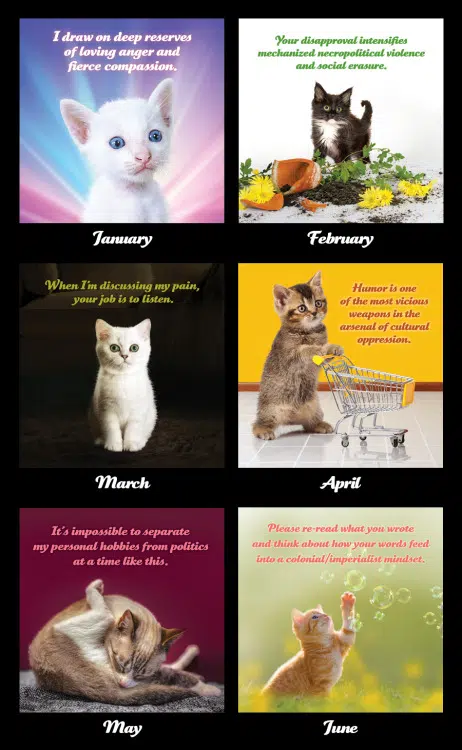 I draw on deep reserves
of loving anger and
fierce compassion.
Your disapproval intensifies
mechanized necropolitical violence
and social erasure.
January
February
When I'm discussing my pain,
your job is to listen.
Humor is one
of the most vicious
weapons in the
arsenal of cultural
oppression.
March
April
It's impossible to separate
my personal hobbies from politics
at a time like this.
Please re-read what you wrote
and think about how your words feed
into a colonial/imperialist mindset.
May
June